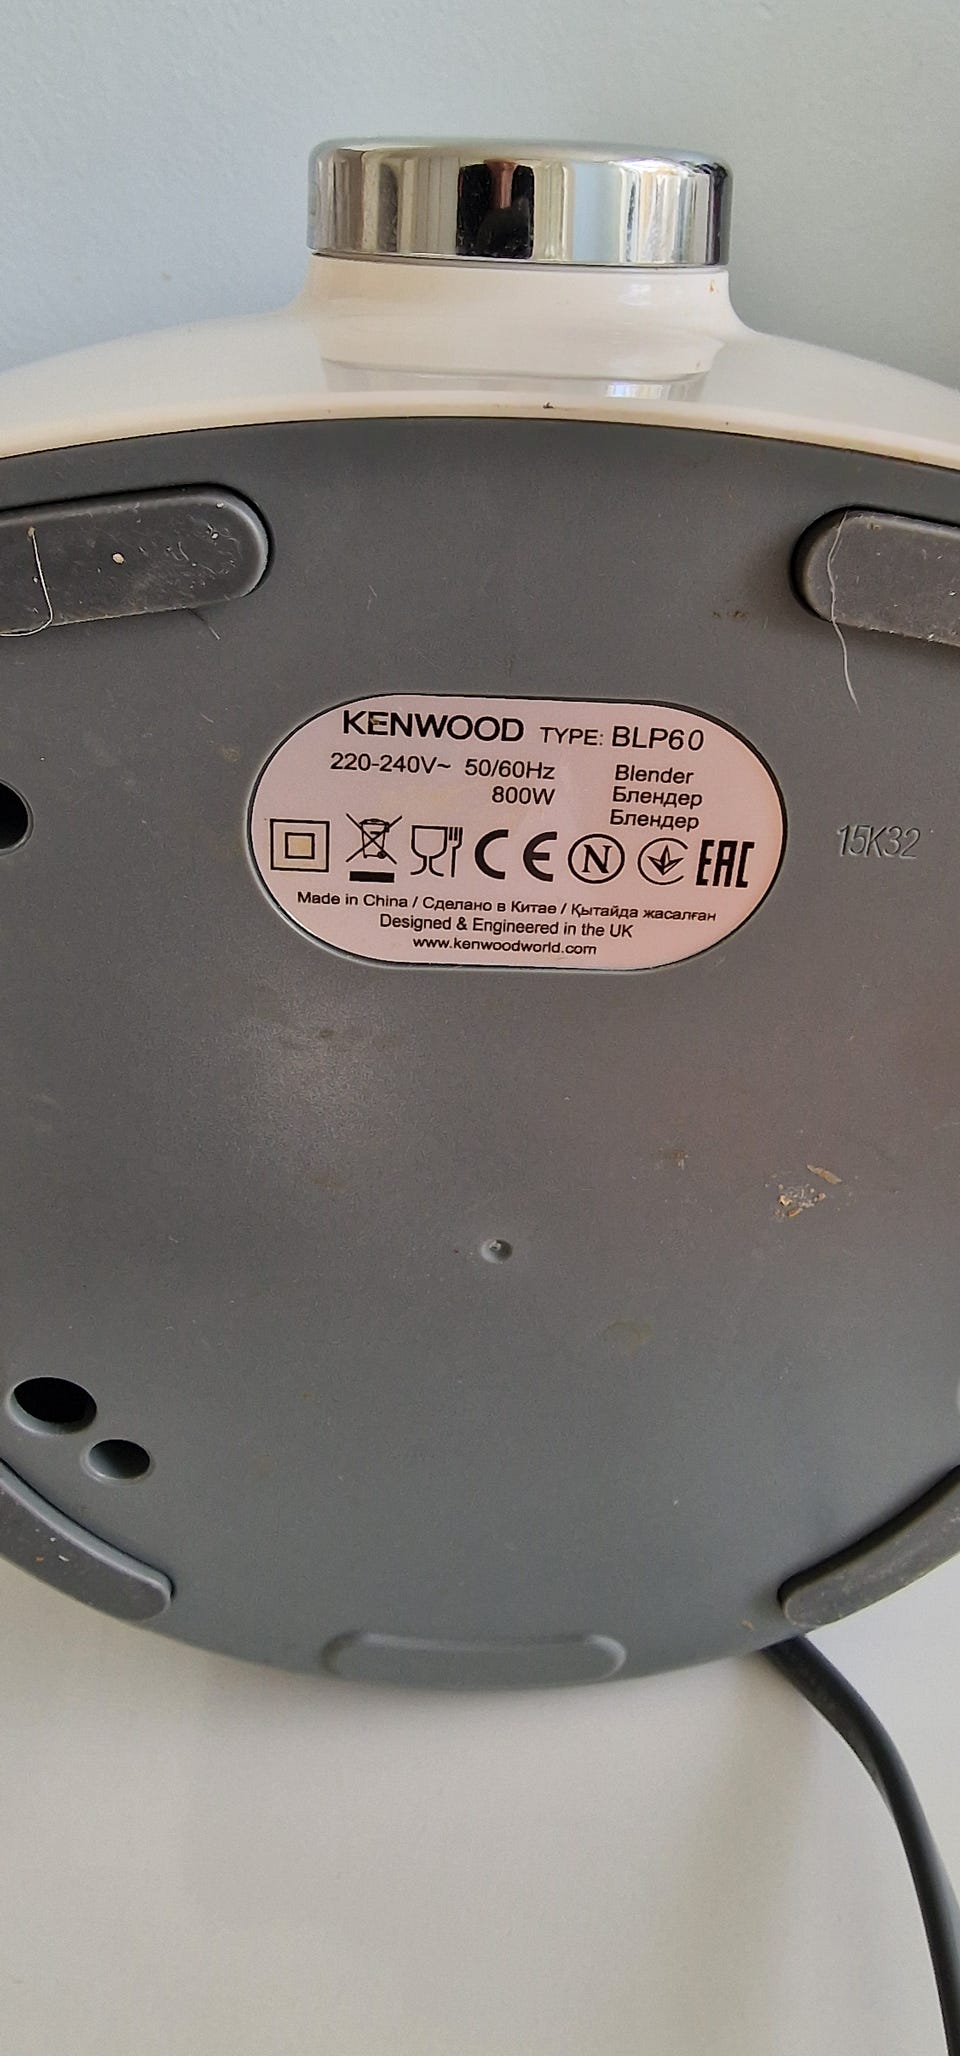 KENWOOD TYPE: BLP60
220-240V~ 50/60Hz Blender
800W Блендер
Блендер
CE N EAC
15K32
Made in China / Сделано в Китае / Қытайда жасалған
Designed & Engineered in the UK
www.kenwoodworld.com